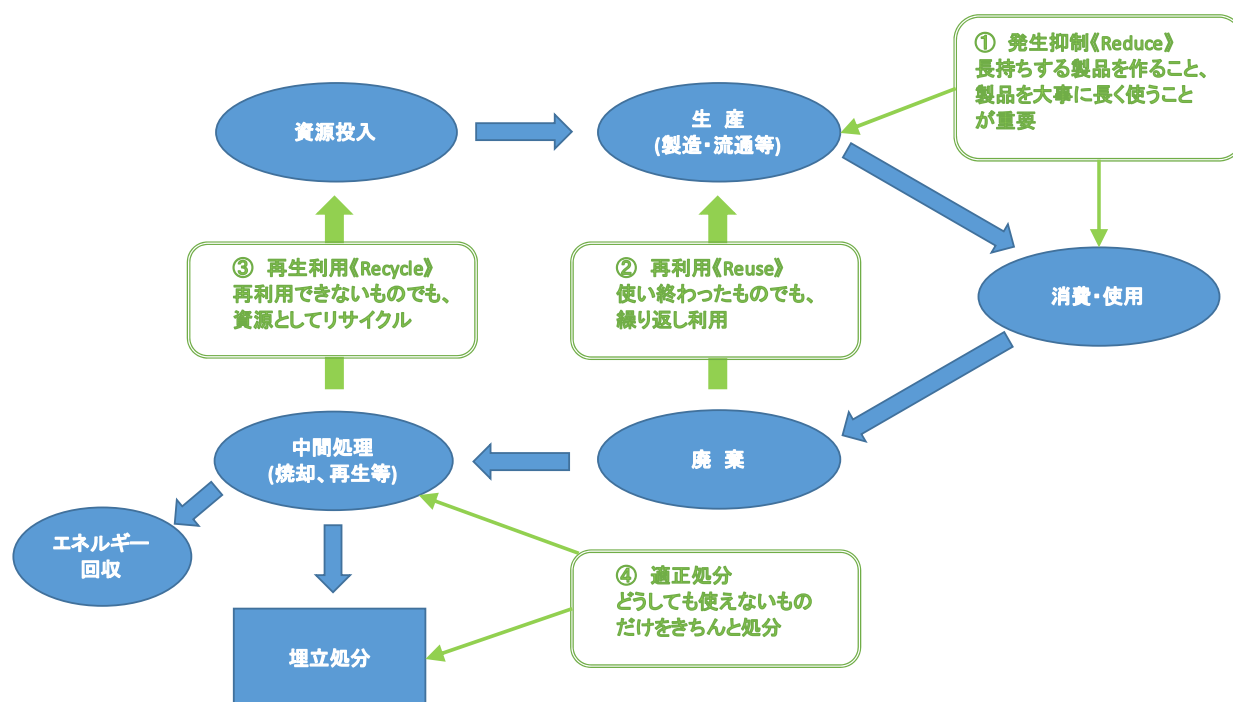 ① 発生抑制《Reduce》
長持ちする製品を作ること、
製品を大事に長く使うこと
が重要
資源投入
生 産
(製造・流通等)
③ 再生利用《Recycle》
再利用できないものでも、
資源としてリサイクル
② 再利用《Reuse》
使い終わったものでも、
繰り返し利用
消費・使用
中間処理
(焼却、再生等)
廃 棄
エネルギー
回収
④ 適正処分
どうしても使えないもの
だけをきちんと処分
埋立処分